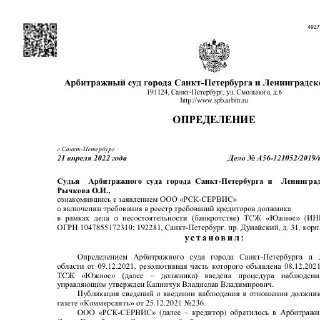 Арбитражный суд города Санкт-Петербурга и Ленинградск
191124, Санкт-Петербург, ул. Смольного, д.6
http://www.spb.arbitr.ru
ОПРЕДЕЛЕНИЕ
г.Санкт-Петербург
21 апреля 2022 года Дело № А56-121052/2019/
Судья Арбитражного суда города Санкт-Петербурга и Ленинград
Рычкова О.И.,
ознакомившись с заявлением ООО «РСК-СЕРВИС»
о включении требования в реестр требований кредиторов должника
в рамках дела о несостоятельности (банкротстве) ТСЖ «Южное» (ИН
ОГРН 1047855172310; 192281, Санкт-Петербург, пр. Дунайский, д. 31, корп.
установил:
Определением Арбитражного суда города Санкт-Петербурга и
области от 09.12.2021, резолютивная часть которого объявлена 08.12.2021
ТСЖ «Южное» (далее – должника) введена процедура наблюдени
управляющим утвержден Калинчук Владислав Владимирович.
Публикация сведений о введении наблюдения в отношении должник
газете «Коммерсантъ» от 25.12.2021 №236.
ООО «РСК-СЕРВИС» (далее – кредитор) обратилось в Арбитражн